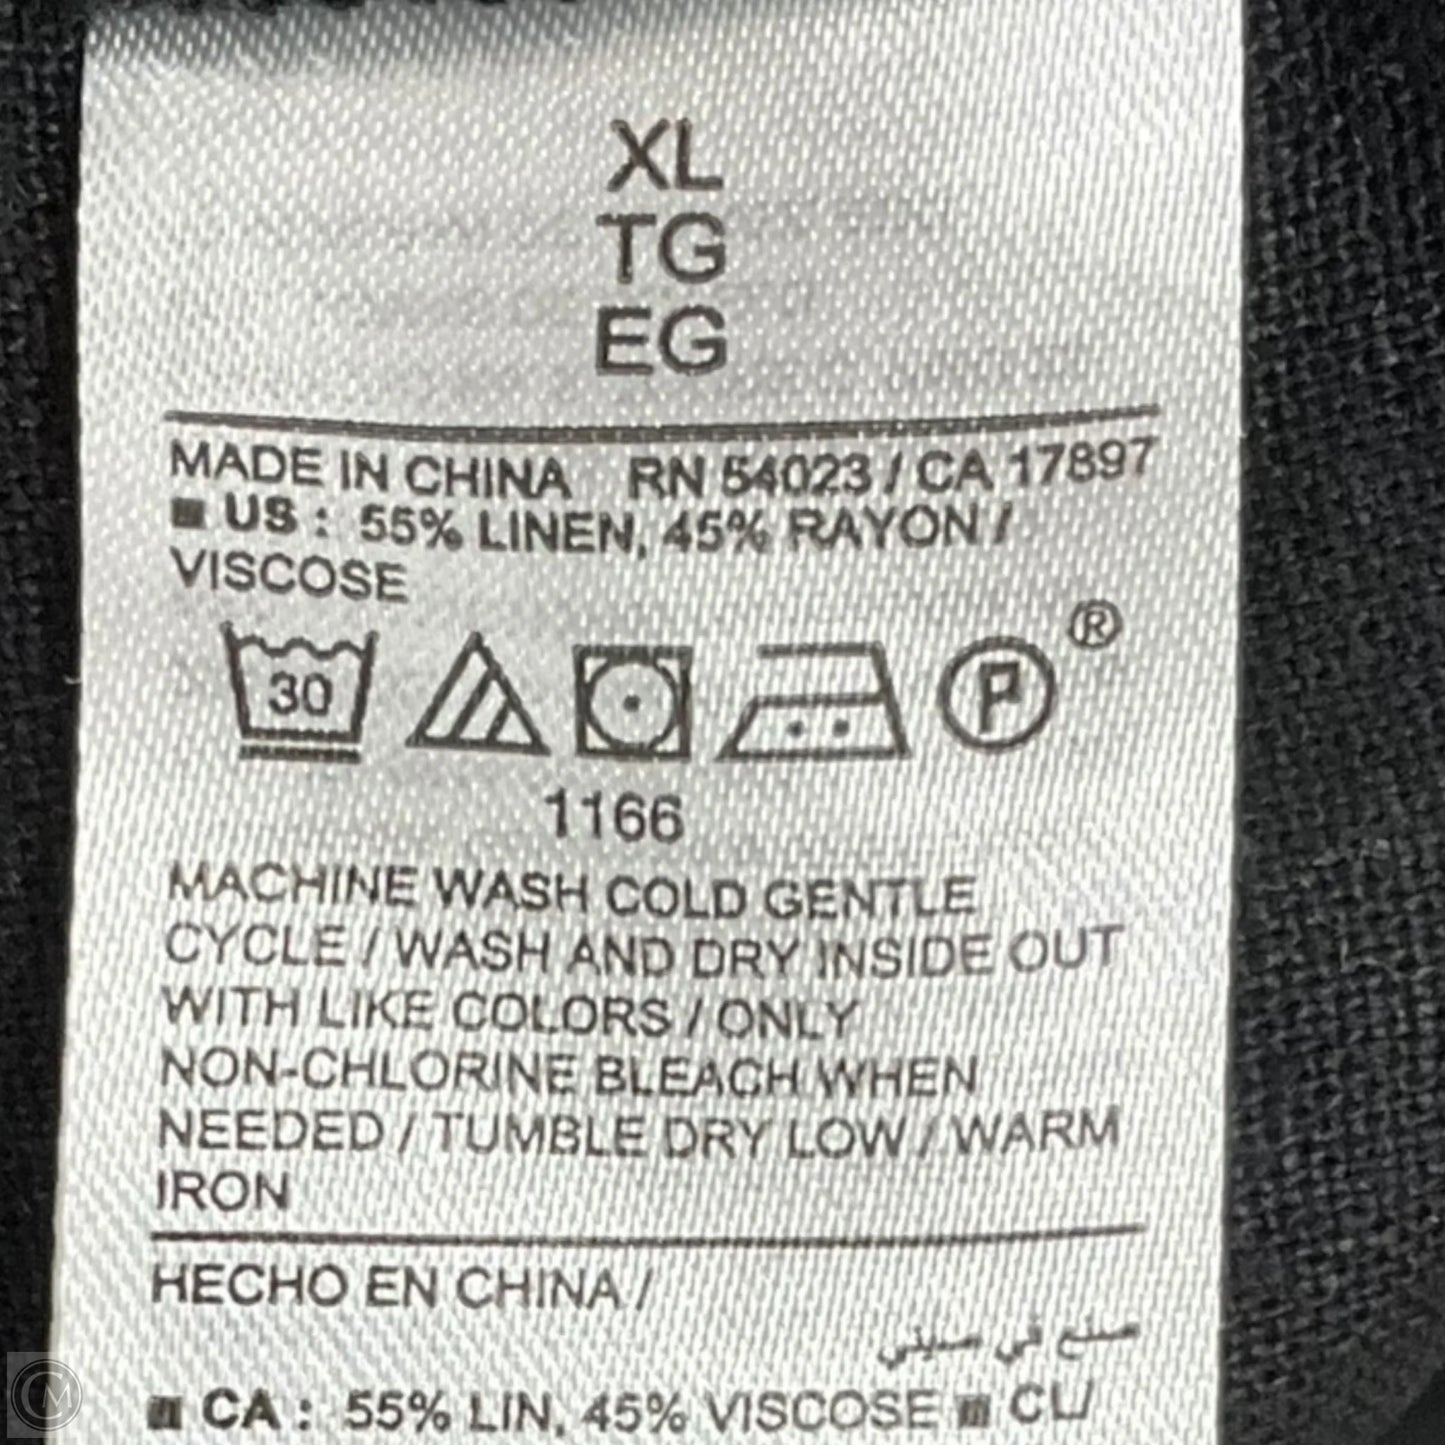 XL
TG
EG
MADE IN CHINA RN 54023 / CA 17897
■ US : 55% LINEN, 45% RAYON /
VISCOSE
®
30 P
1166
MACHINE WASH COLD GENTLE
CYCLE / WASH AND DRY INSIDE OUT
WITH LIKE COLORS / ONLY
NON-CHLORINE BLEACH WHEN
NEEDED / TUMBLE DRY LOW / WARM
IRON
HECHO EN CHINA /
صنع في صيني
■ CA : 55% LIN, 45% VISCOSE ■ CL/
CM